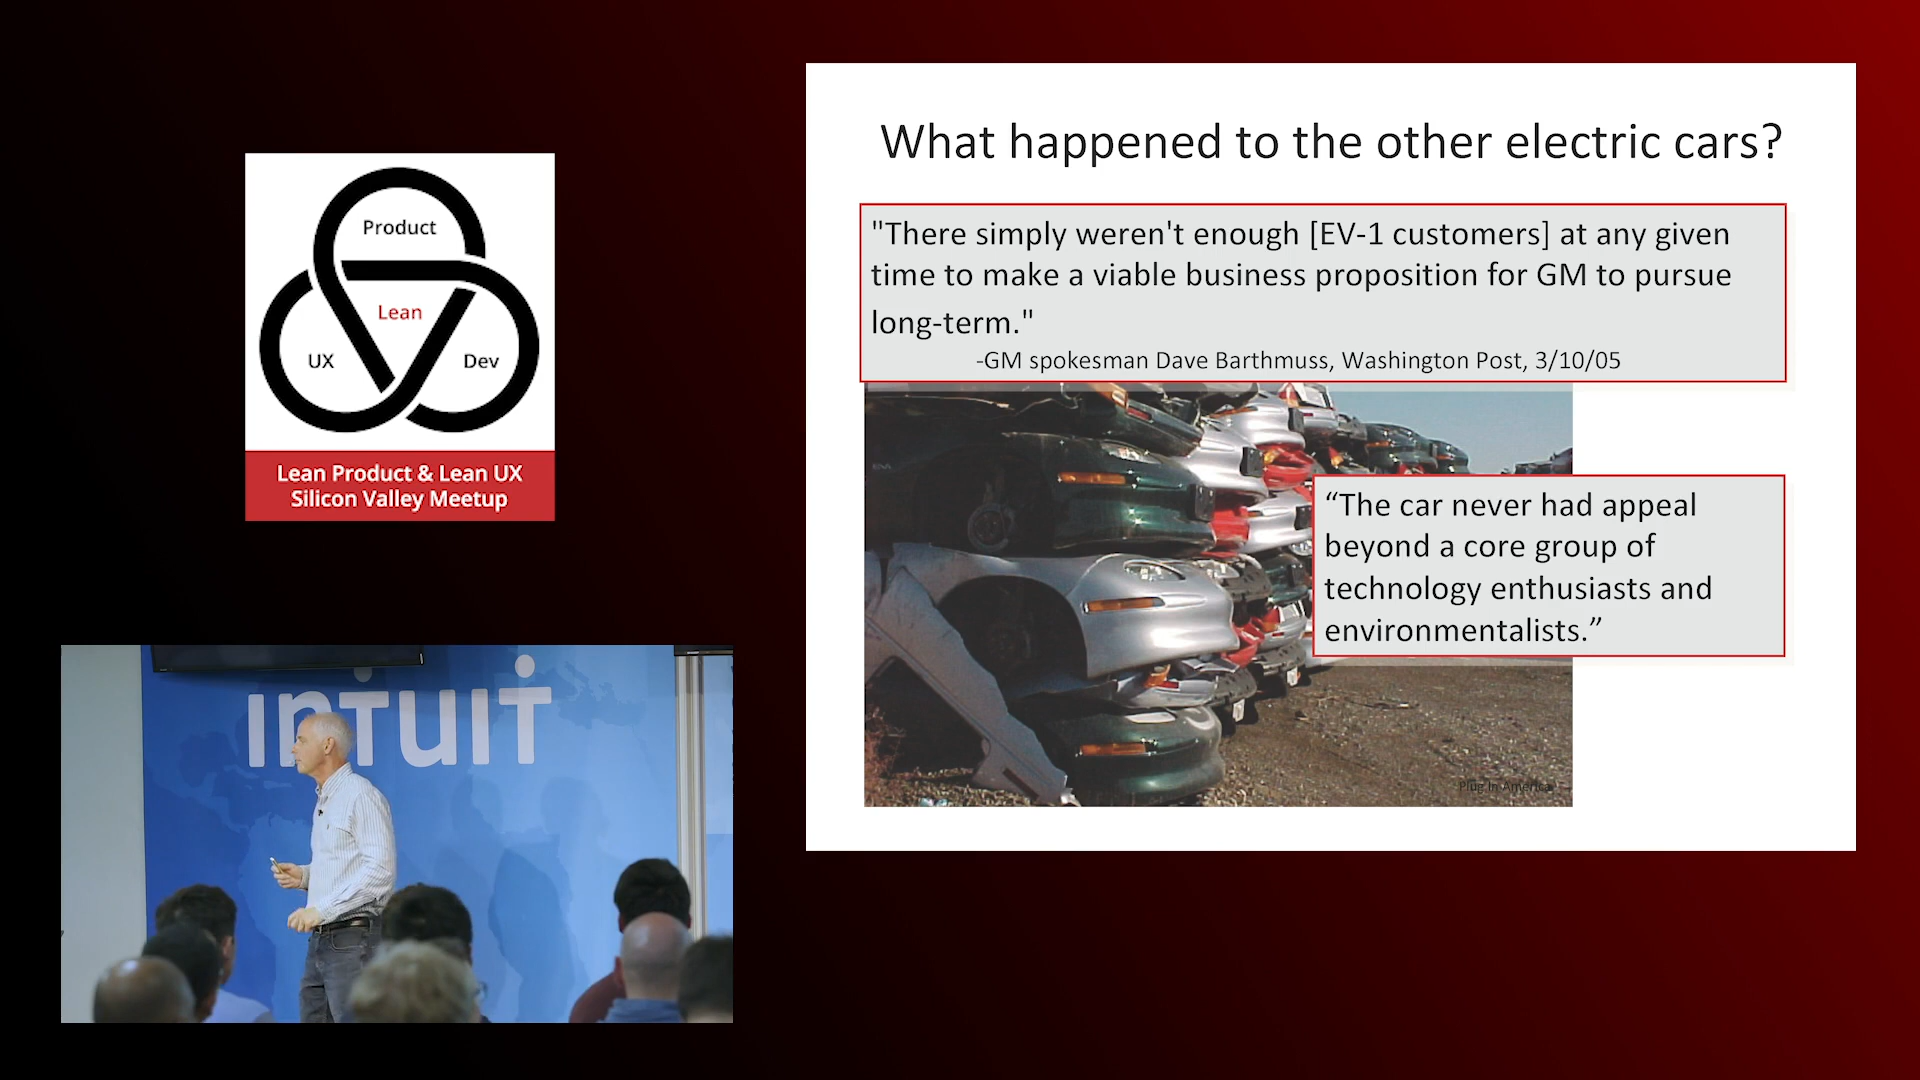 Product
Lean
UX
Dev
Lean Product & Lean UX
Silicon Valley Meetup
INTUIT
What happened to the other electric cars?
"There simply weren't enough [EV-1 customers] at any given
time to make a viable business proposition for GM to pursue
long-term."
-GM spokesman Dave Barthmuss, Washington Post, 3/10/05
“The car never had appeal
beyond a core group of
technology enthusiasts and
environmentalists.”
Plug In America